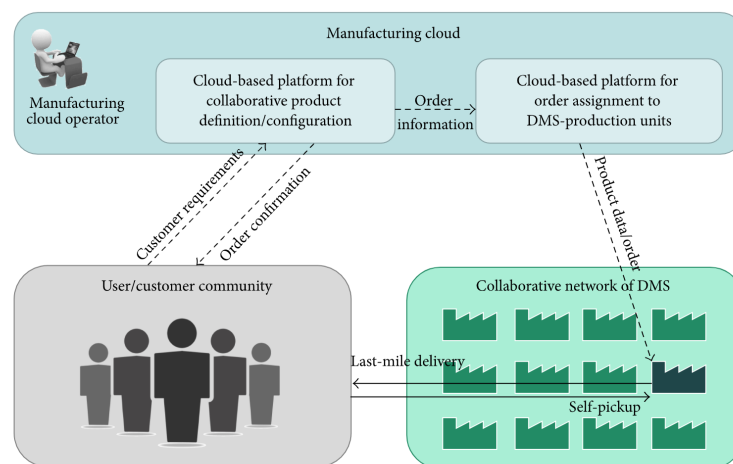 Manufacturing cloud
Manufacturing
cloud operator
Cloud-based platform for
collaborative product
definition/configuration
Order
information
Cloud-based platform for
order assignment to
DMS-production units
Customer requirements
Order confirmation
Product data/order
User/customer community
Collaborative network of DMS
Last-mile delivery
Self-pickup